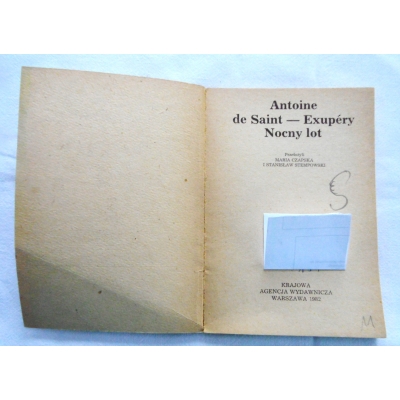 Antoine
de Saint — Exupéry
Nocny lot
Przełożyli
MARIA CZAPSKA
I STANISŁAW STEMPOWSKI
KRAJOWA
AGENCJA WYDAWNICZA
WARSZAWA 1982